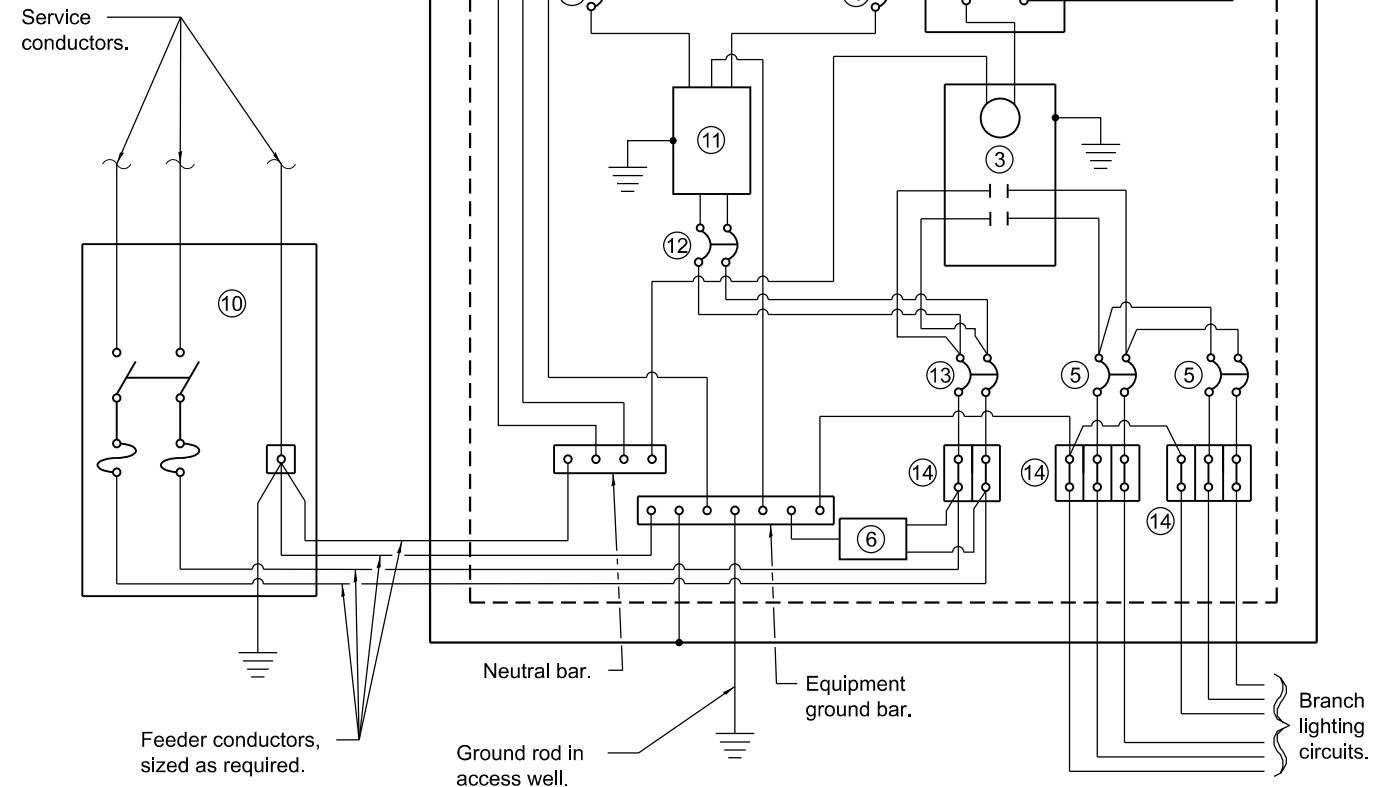 Service
conductors.
11
3
12
10
13
5
5
14
14
14
6
Neutral bar.
Equipment
ground bar.
Branch
lighting
circuits.
Feeder conductors,
sized as required.
Ground rod in
access well.